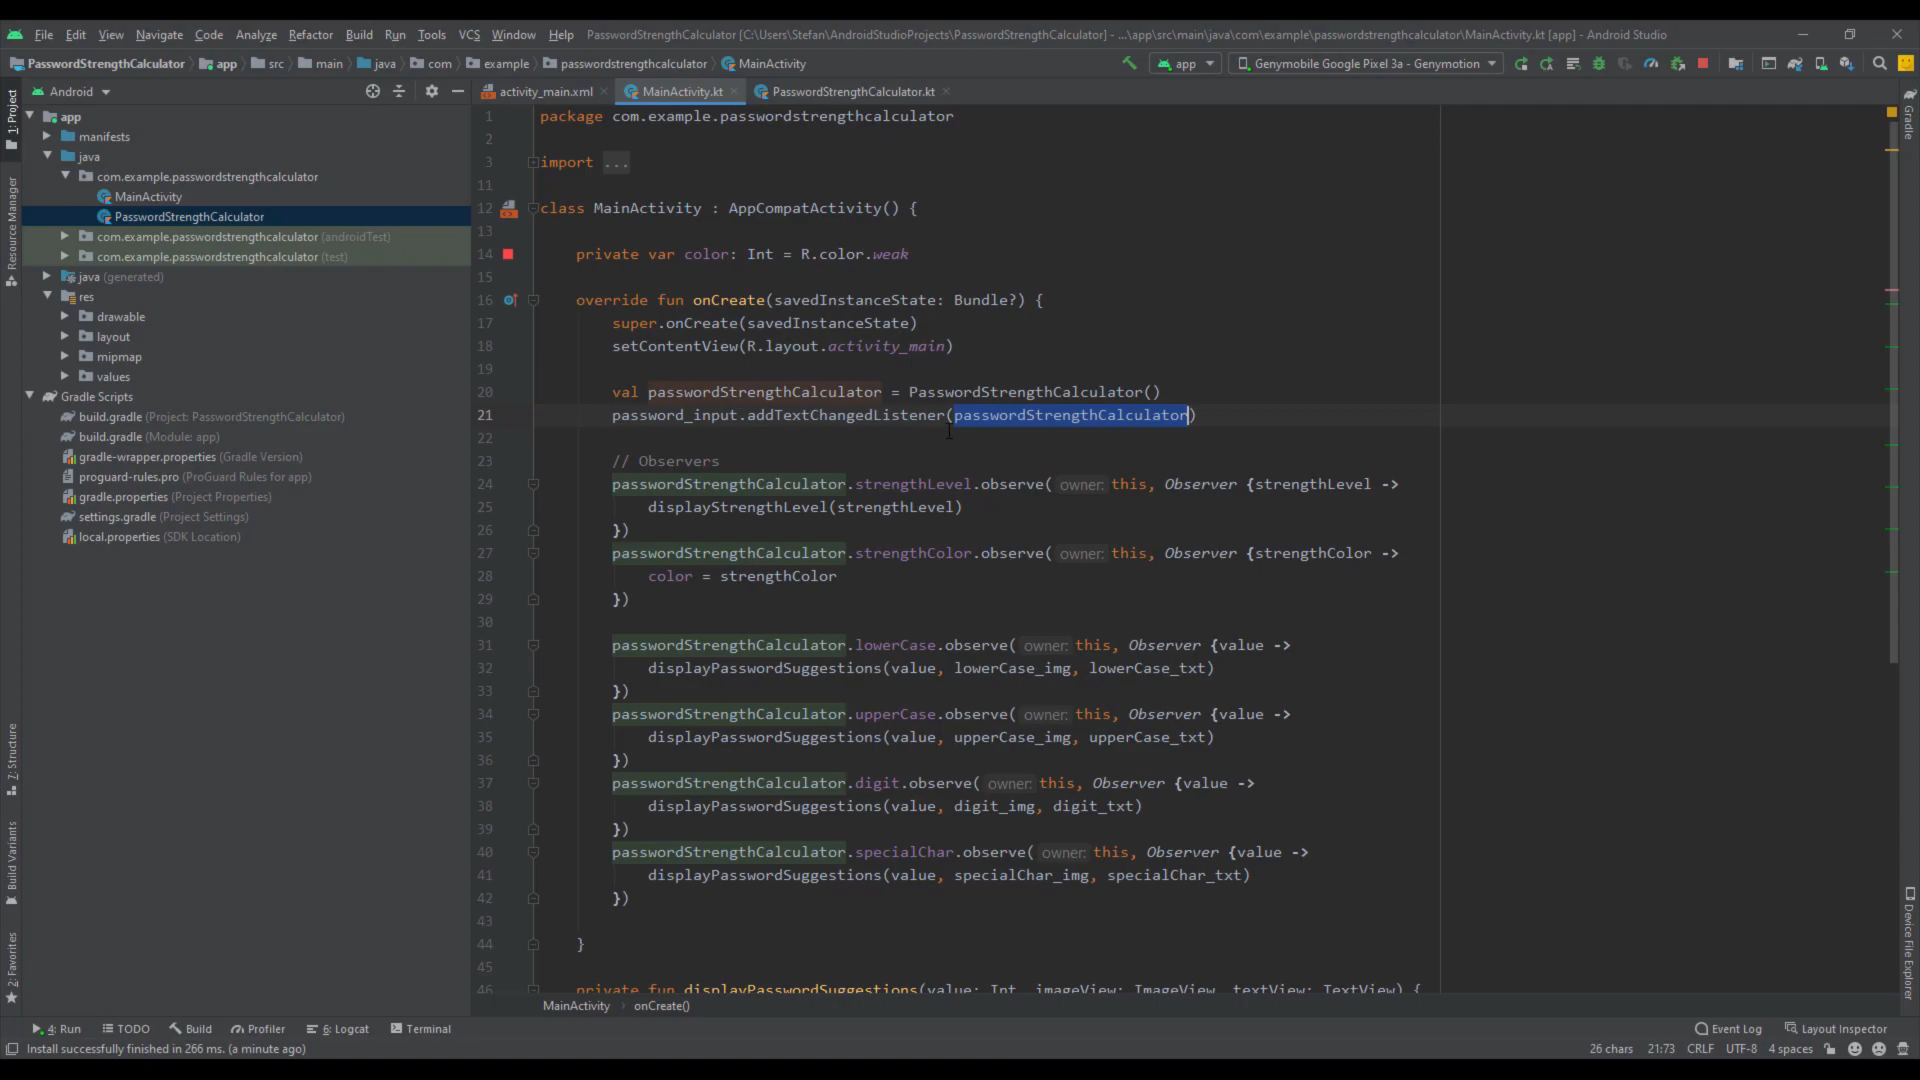 File Edit View Navigate Code Analyze Refactor Build Run Tools VCS Window Help PasswordStrengthCalculator [C:\Users\Stefan\AndroidStudioProjects\PasswordStrengthCalculator] - ...\app\src\main\java\com\example\passwordstrengthcalculator\MainActivity.kt [app] - Android Studio
PasswordStrengthCalculator app src main java com example passwordstrengthcalculator MainActivity app Genymobile Google Pixel 3a - Genymotion
Android activity_main.xml MainActivity.kt PasswordStrengthCalculator.kt
1: Project
Resource Manager
7: Structure
Build Variants
2: Favorites
app
manifests
java
com.example.passwordstrengthcalculator
MainActivity
PasswordStrengthCalculator
com.example.passwordstrengthcalculator (androidTest)
com.example.passwordstrengthcalculator (test)
java (generated)
res
drawable
layout
mipmap
values
Gradle Scripts
build.gradle (Project: PasswordStrengthCalculator)
build.gradle (Module: app)
gradle-wrapper.properties (Gradle Version)
proguard-rules.pro (ProGuard Rules for app)
gradle.properties (Project Properties)
settings.gradle (Project Settings)
local.properties (SDK Location)
1 package com.example.passwordstrengthcalculator
2
3 import ...
11
12 class MainActivity : AppCompatActivity() {
13
14 private var color: Int = R.color.weak
15
16 override fun onCreate(savedInstanceState: Bundle?) {
17 super.onCreate(savedInstanceState)
18 setContentView(R.layout.activity_main)
19
20 val passwordStrengthCalculator = PasswordStrengthCalculator()
21 password_input.addTextChangedListener(passwordStrengthCalculator)
22
23 // Observers
24 passwordStrengthCalculator.strengthLevel.observe( owner: this, Observer {strengthLevel ->
25 displayStrengthLevel(strengthLevel)
26 })
27 passwordStrengthCalculator.strengthColor.observe( owner: this, Observer {strengthColor ->
28 color = strengthColor
29 })
30
31 passwordStrengthCalculator.lowerCase.observe( owner: this, Observer {value ->
32 displayPasswordSuggestions(value, lowerCase_img, lowerCase_txt)
33 })
34 passwordStrengthCalculator.upperCase.observe( owner: this, Observer {value ->
35 displayPasswordSuggestions(value, upperCase_img, upperCase_txt)
36 })
37 passwordStrengthCalculator.digit.observe( owner: this, Observer {value ->
38 displayPasswordSuggestions(value, digit_img, digit_txt)
39 })
40 passwordStrengthCalculator.specialChar.observe( owner: this, Observer {value ->
41 displayPasswordSuggestions(value, specialChar_img, specialChar_txt)
42 })
43
44 }
45
46 private fun displayPasswordSuggestions(value: Int, imageView: ImageView, textView: TextView) {
MainActivity onCreate()
Gradle
Device File Explorer
4: Run TODO Build Profiler 6: Logcat Terminal Event Log Layout Inspector
Install successfully finished in 266 ms. (a minute ago) 26 chars 21:73 CRLF UTF-8 4 spaces